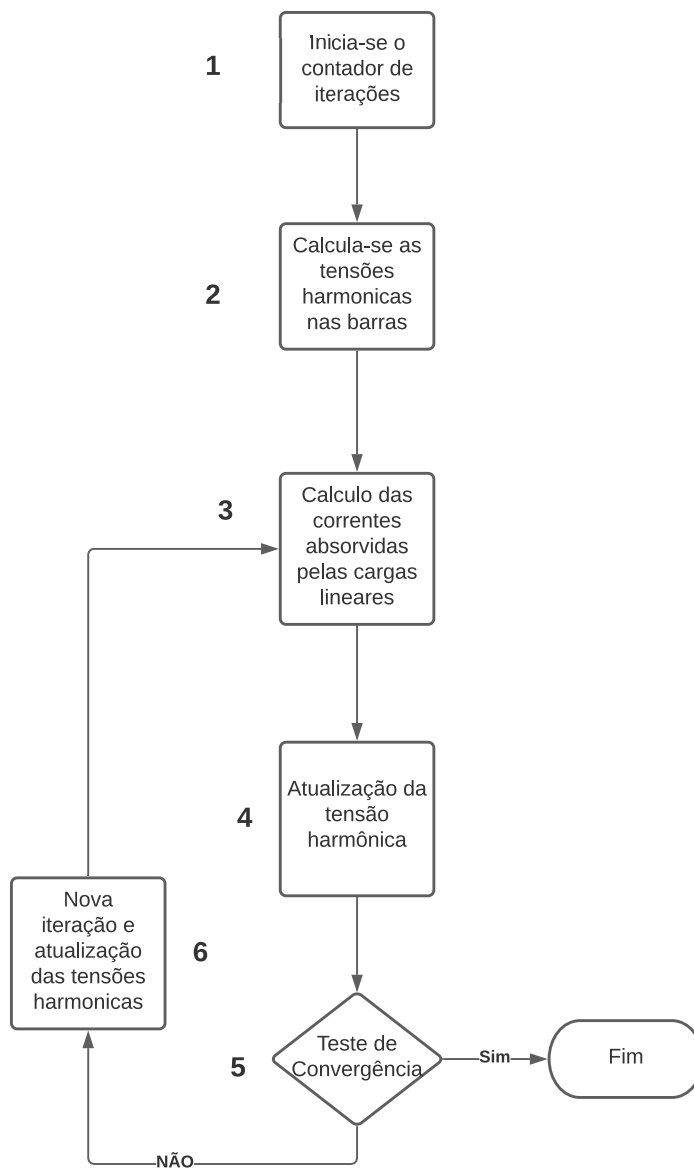 1
Inicia-se o
contador de
iterações
2
Calcula-se as
tensões
harmonicas
nas barras
3
Calculo das
correntes
absorvidas
pelas cargas
lineares
4
Atualização da
tensão
harmônica
Nova
iteração e
atualização
das tensões
harmonicas
6
5
Teste de
Convergência
Sim
Fim
NÃO